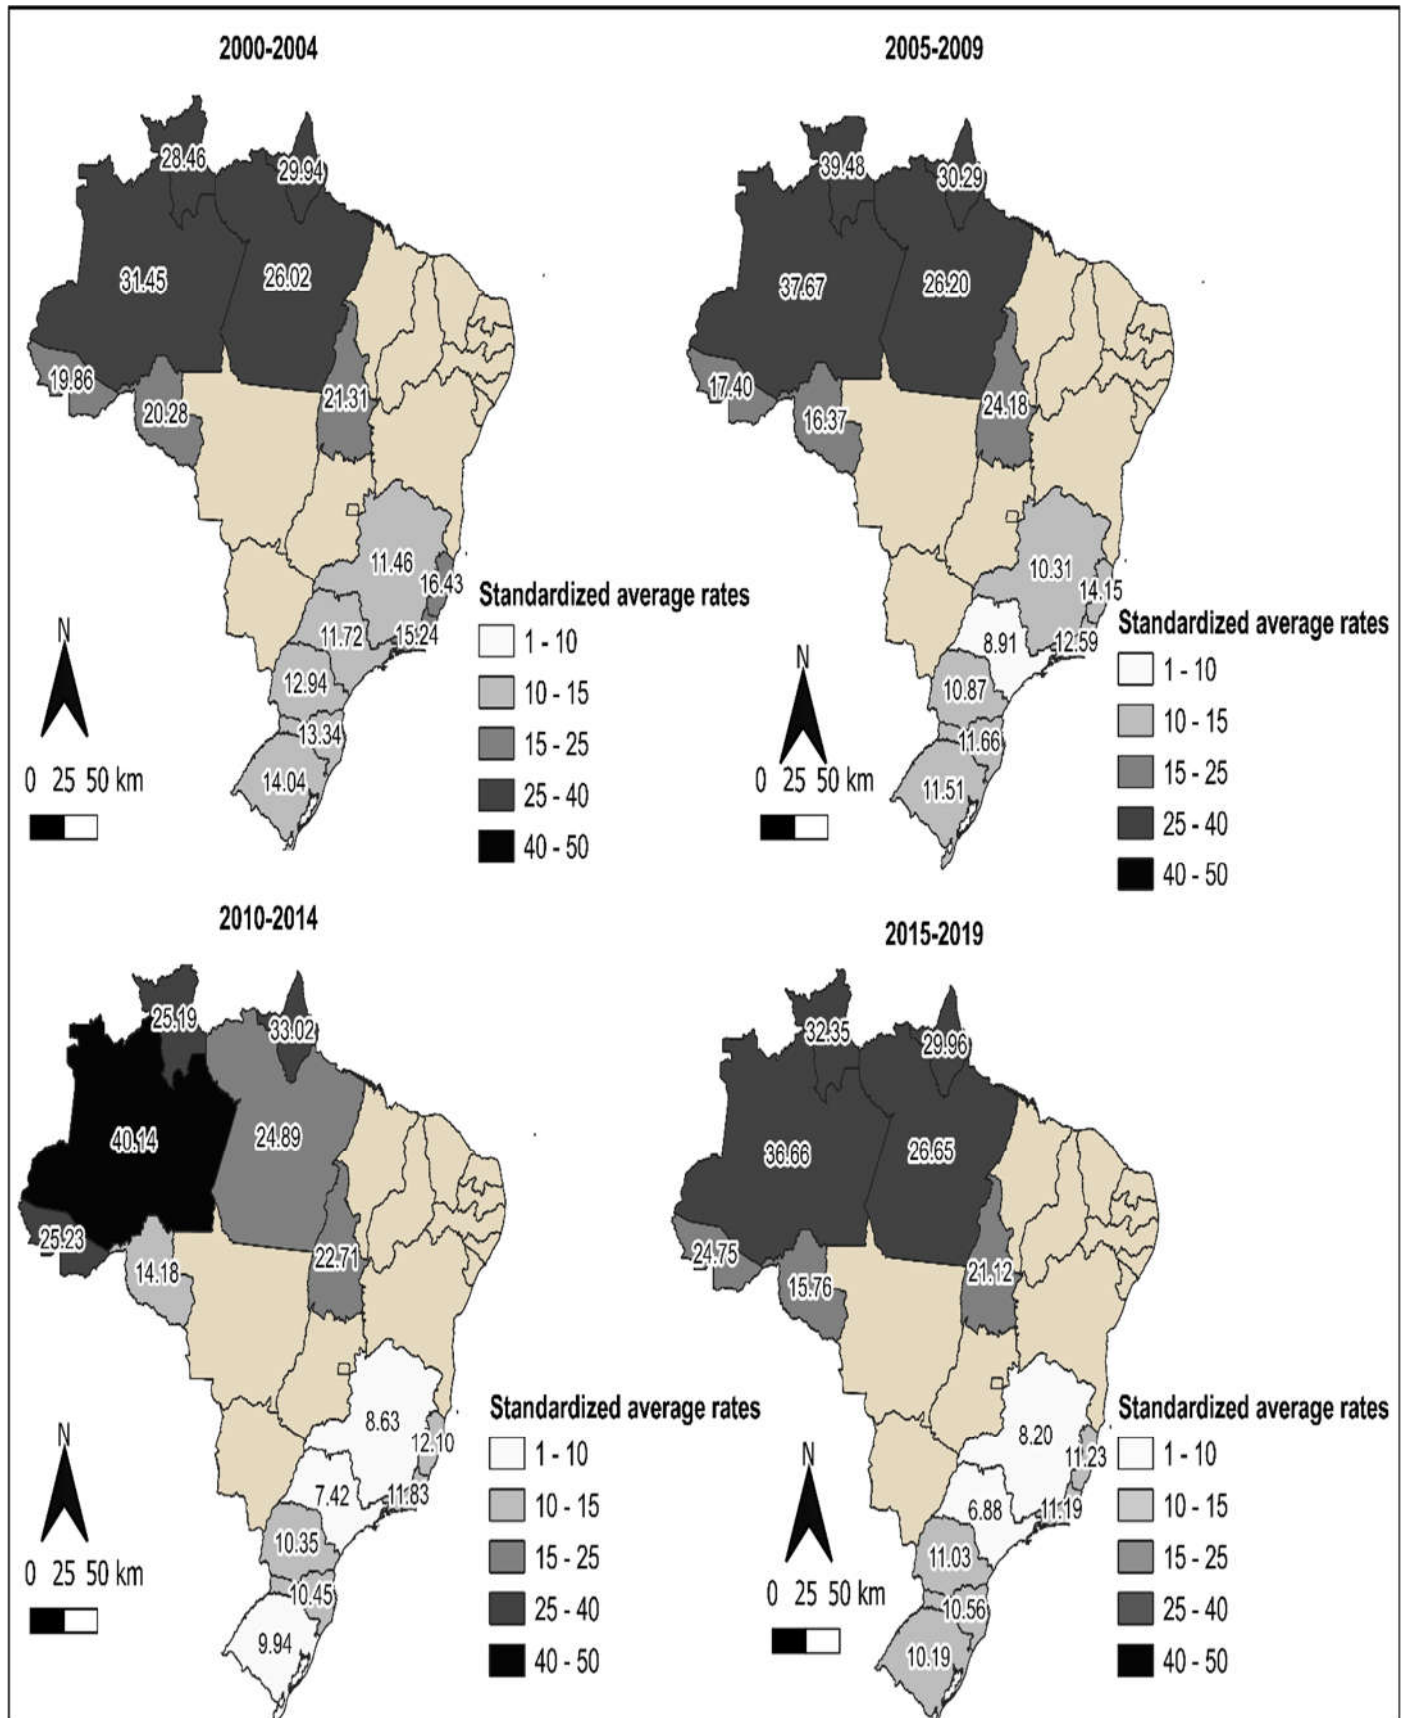 2000-2004
28.46
29.94
31.45
26.02
19.86
20.28
21.31
11.46
16.43
11.72
15.24
12.94
13.34
14.04
N
0 25 50 km
Standardized average rates
1 - 10
10 - 15
15 - 25
25 - 40
40 - 50
2005-2009
39.48
30.29
37.67
26.20
17.40
16.37
24.18
10.31
14.15
8.91
12.59
10.87
11.66
11.51
N
0 25 50 km
Standardized average rates
1 - 10
10 - 15
15 - 25
25 - 40
40 - 50
2010-2014
25.19
33.02
40.14
24.89
25.23
14.18
22.71
8.63
12.10
7.42
11.83
10.35
10.45
9.94
N
0 25 50 km
Standardized average rates
1 - 10
10 - 15
15 - 25
25 - 40
40 - 50
2015-2019
32.35
29.96
36.66
26.65
24.75
15.76
21.12
8.20
11.23
6.88
11.19
11.03
10.56
10.19
N
0 25 50 km
Standardized average rates
1 - 10
10 - 15
15 - 25
25 - 40
40 - 50